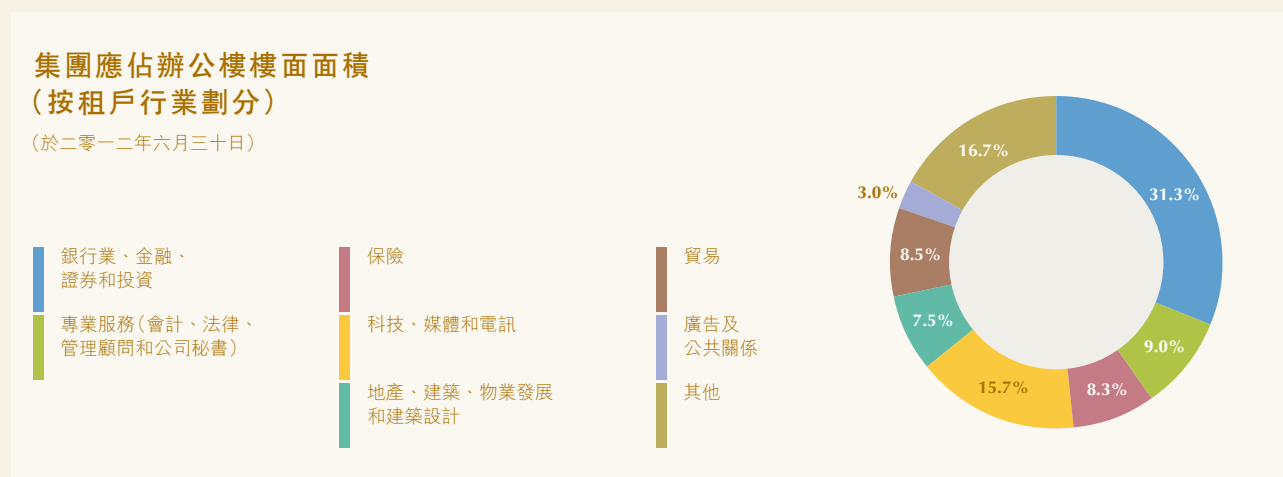 集團應佔辦公樓樓面面積
（按租戶行業劃分）
（於二零一二年六月三十日）
銀行業、金融、
證券和投資
專業服務（會計、法律、
管理顧問和公司秘書）
保險
科技、媒體和電訊
地產、建築、物業發展
和建築設計
貿易
廣告及
公共關係
其他
31.3%
9.0%
8.3%
15.7%
7.5%
8.5%
3.0%
16.7%